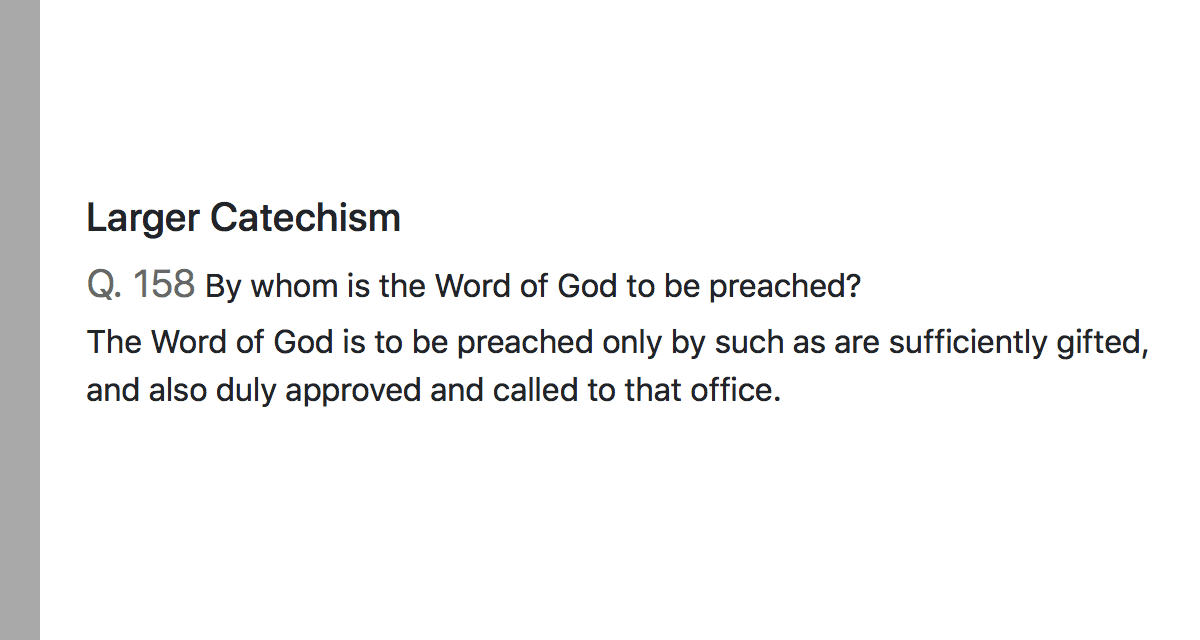 Larger Catechism
Q. 158 By whom is the Word of God to be preached?
The Word of God is to be preached only by such as are sufficiently gifted,
and also duly approved and called to that office.